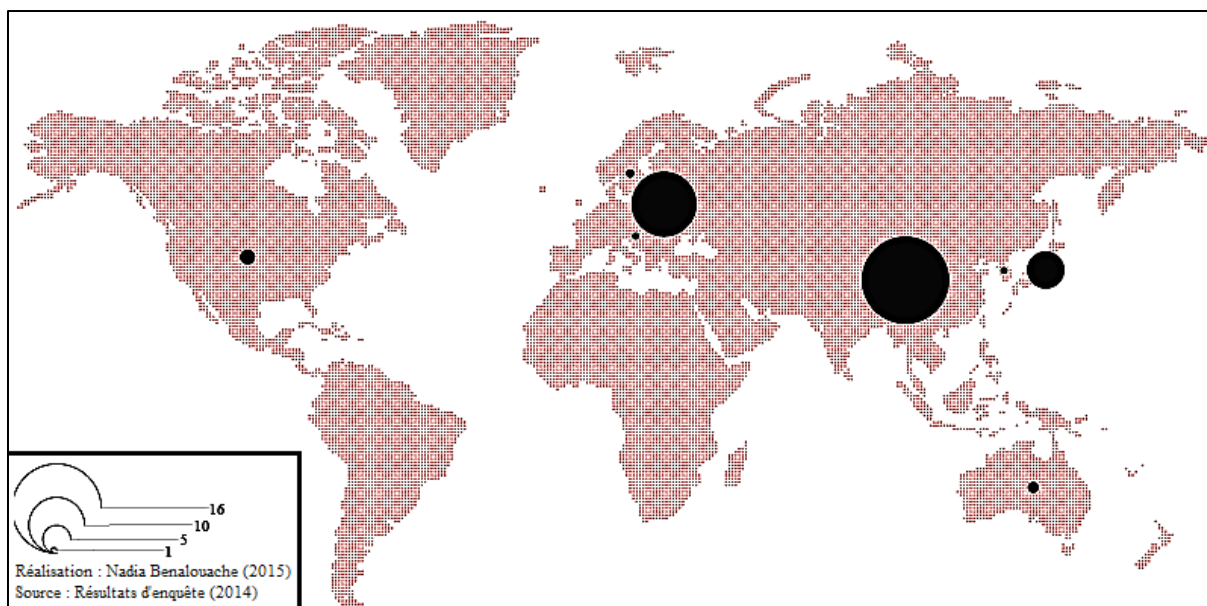 16
10
5
1
Réalisation : Nadia Benalouache (2015)
Source : Résultats d'enquête (2014)